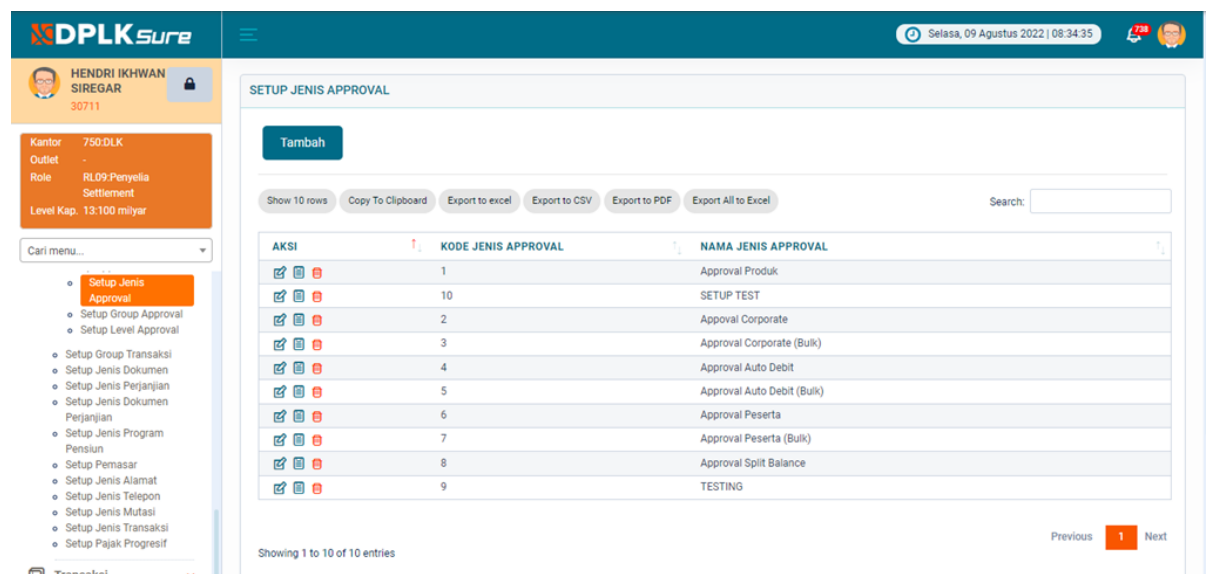 DPLKSure
Selasa, 09 Agustus 2022 | 08:34:35
738
HENDRI IKHWAN
SIREGAR
30711
Kantor 750:DLK
Outlet -
Role RL09:Penyelia
Settlement
Level Kap. 13:100 milyar
Cari menu...
Setup Jenis
Approval
Setup Group Approval
Setup Level Approval
Setup Group Transaksi
Setup Jenis Dokumen
Setup Jenis Perjanjian
Setup Jenis Dokumen
Perjanjian
Setup Jenis Program
Pensiun
Setup Pemasar
Setup Jenis Alamat
Setup Jenis Telepon
Setup Jenis Mutasi
Setup Jenis Transaksi
Setup Pajak Progresif
Transaksi
SETUP JENIS APPROVAL
Tambah
Show 10 rows Copy To Clipboard Export to excel Export to CSV Export to PDF Export All to Excel Search:
AKSI KODE JENIS APPROVAL NAMA JENIS APPROVAL
1 Approval Produk
10 SETUP TEST
2 Appoval Corporate
3 Approval Corporate (Bulk)
4 Approval Auto Debit
5 Approval Auto Debit (Bulk)
6 Approval Peserta
7 Approval Peserta (Bulk)
8 Approval Split Balance
9 TESTING
Previous 1 Next
Showing 1 to 10 of 10 entries